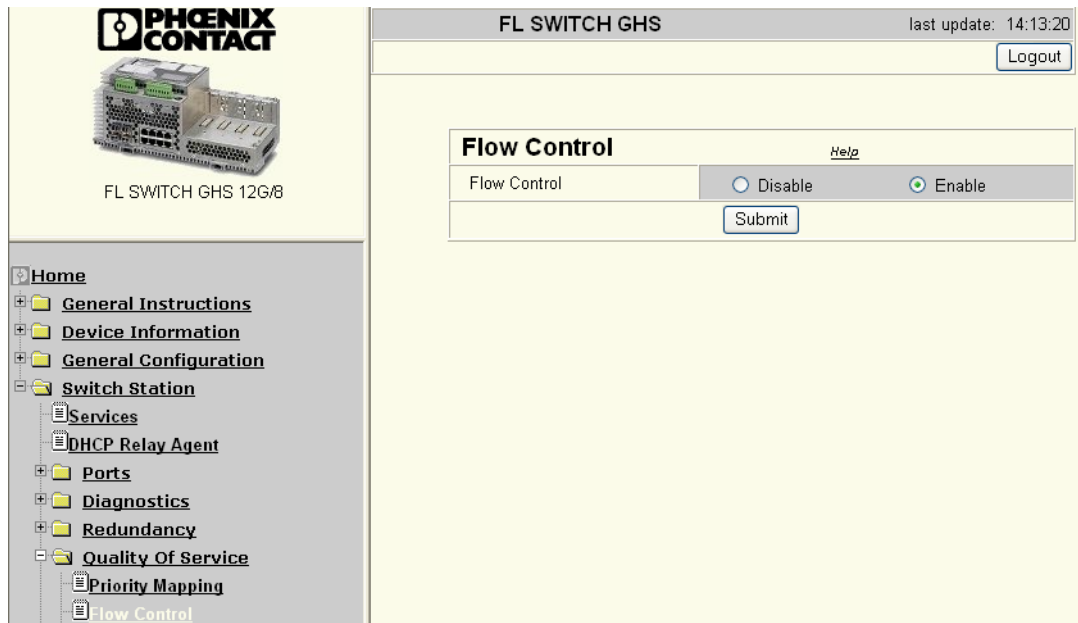 PHŒNIX
CONTACT
FL SWITCH GHS 12G/8
FL SWITCH GHS
last update: 14:13:20
Logout
Flow Control
Help
Flow Control
Disable
Enable
Submit
Home
General Instructions
Device Information
General Configuration
Switch Station
Services
DHCP Relay Agent
Ports
Diagnostics
Redundancy
Quality Of Service
Priority Mapping
Flow Control